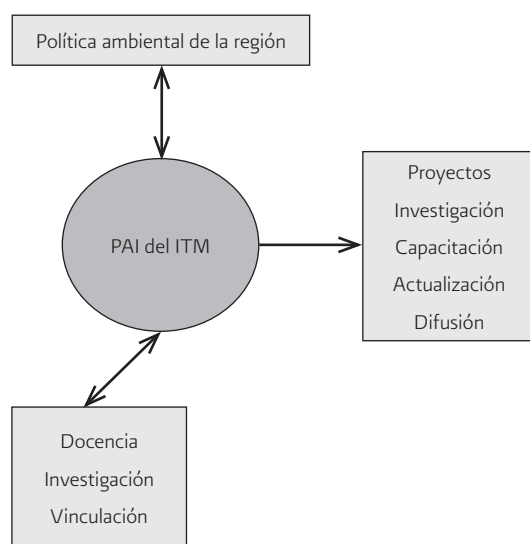 Política ambiental de la región
PAI del ITM
Proyectos
Investigación
Capacitación
Actualización
Difusión
Docencia
Investigación
Vinculación